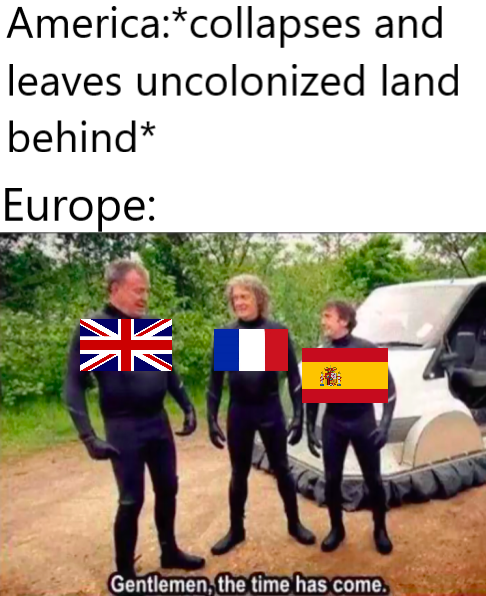 America:*collapses and
leaves uncolonized land
behind*
Europe:
Gentlemen, the time has come.